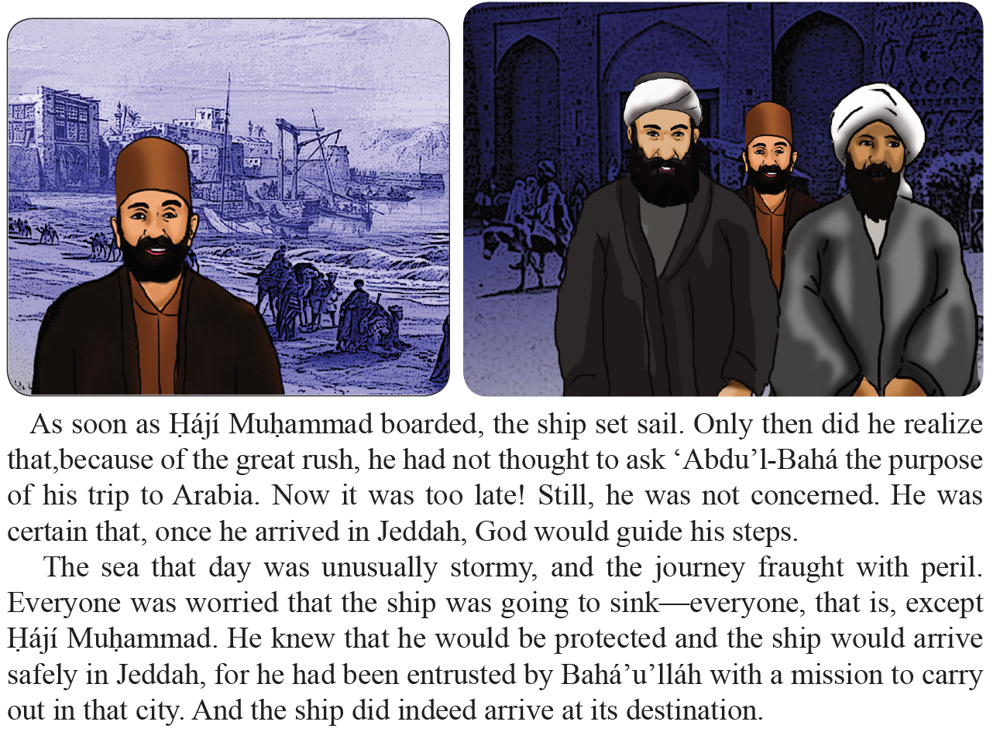 As soon as Ḥájí Muḥammad boarded, the ship set sail. Only then did he realize
that,because of the great rush, he had not thought to ask ‘Abdu’l-Bahá the purpose
of his trip to Arabia. Now it was too late! Still, he was not concerned. He was
certain that, once he arrived in Jeddah, God would guide his steps.
The sea that day was unusually stormy, and the journey fraught with peril.
Everyone was worried that the ship was going to sink—everyone, that is, except
Ḥájí Muḥammad. He knew that he would be protected and the ship would arrive
safely in Jeddah, for he had been entrusted by Bahá’u’lláh with a mission to carry
out in that city. And the ship did indeed arrive at its destination.